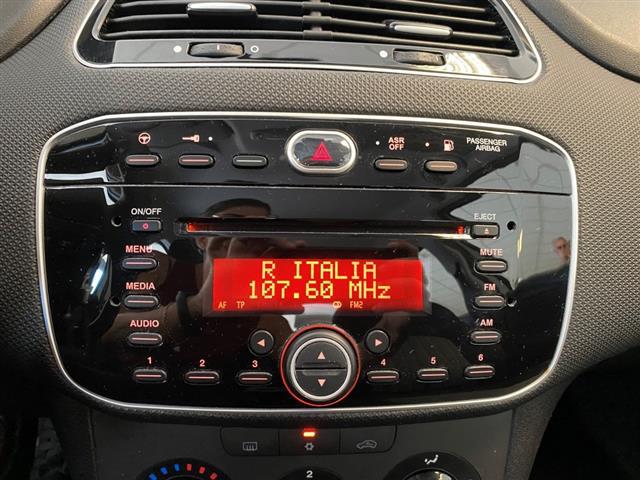 ASR
OFF
PASSENGER
AIRBAG
ON/OFF
EJECT
MENU
MUTE
R ITALIA
107.60 MHz
AF TP FM2
MEDIA
FM
AUDIO
AM
1 2 3 4 5 6
2